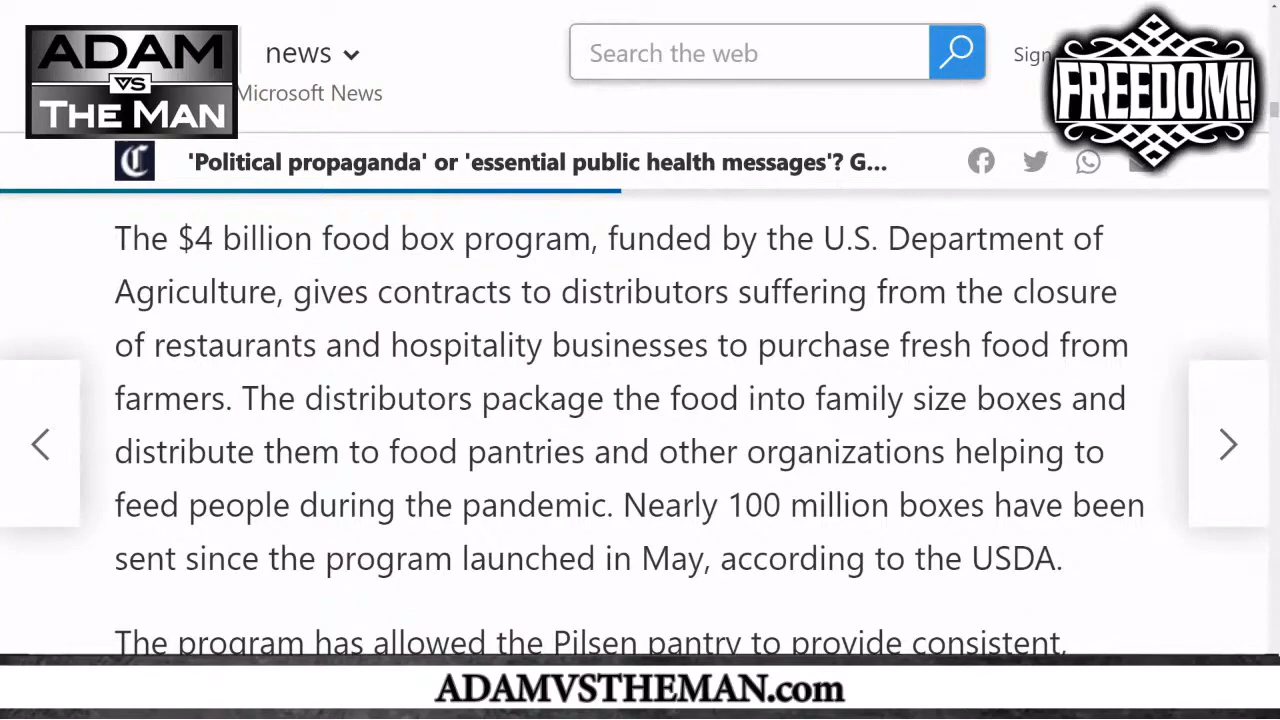 ADAM
VS
THE MAN
news
Microsoft News
Search the web
Sign
FREEDOM!
C
'Political propaganda' or 'essential public health messages'? G...
The $4 billion food box program, funded by the U.S. Department of
Agriculture, gives contracts to distributors suffering from the closure
of restaurants and hospitality businesses to purchase fresh food from
farmers. The distributors package the food into family size boxes and
distribute them to food pantries and other organizations helping to
feed people during the pandemic. Nearly 100 million boxes have been
sent since the program launched in May, according to the USDA.
The program has allowed the Pilsen pantry to provide consistent,
ADAMVSTHEMAN.com